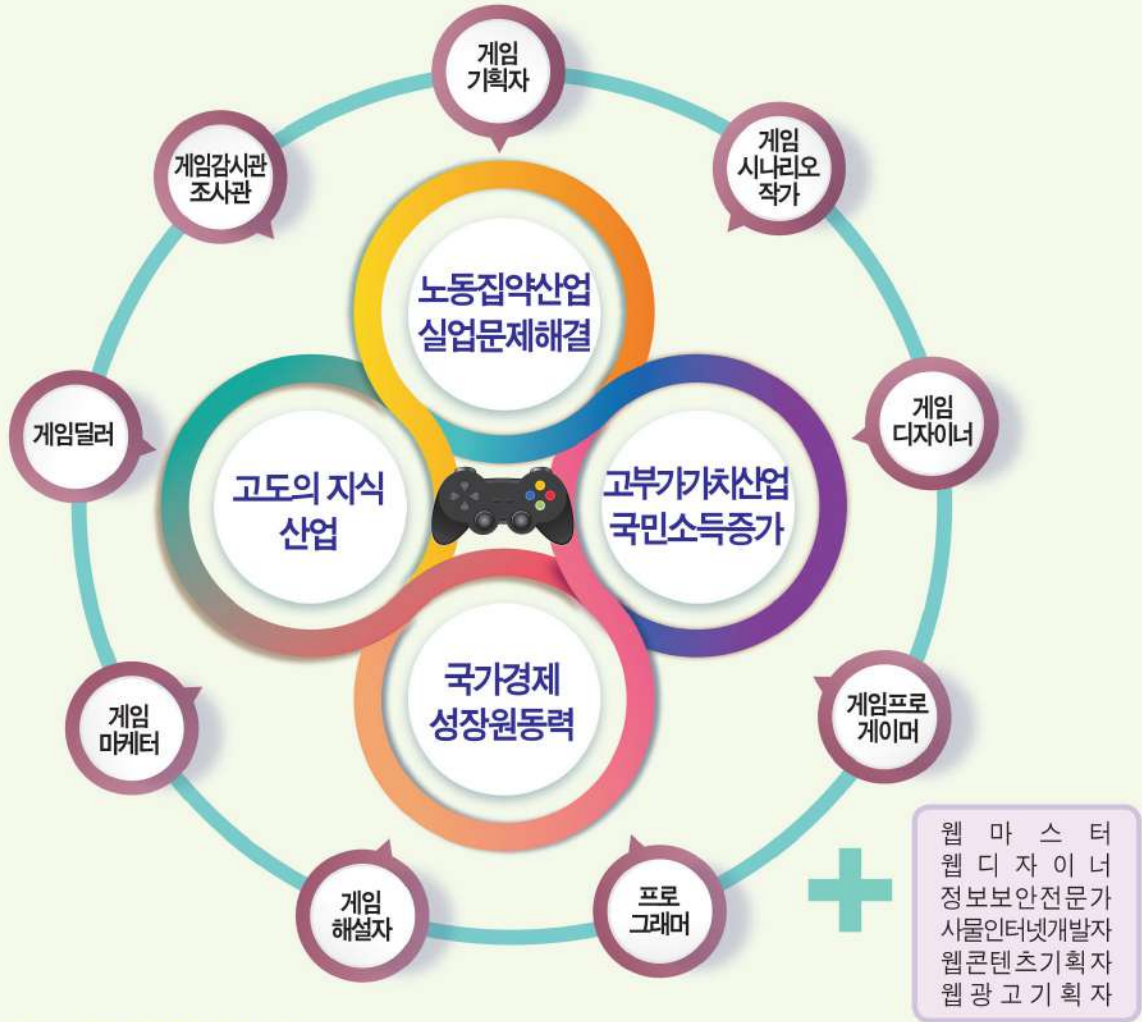 게임
기획자
게임
시나리오
작가
게임감시관
조사관
노동집약산업
실업문제해결
게임딜러
게임
디자이너
고도의 지식
산업
고부가가치산업
국민소득증가
국가경제
성장원동력
게임
마케터
게임프로
게이머
게임
해설자
프로
그래머
웹 마 스 터
웹 디 자 이 너
정보보안전문가
사물인터넷개발자
웹콘텐츠기획자
웹 광 고 기 획 자